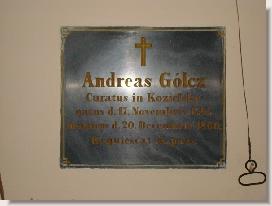 Andreas Gólcz
Curatus in
natus d. 17. Novembris
d. 20. Decembris
Requiescat in pace